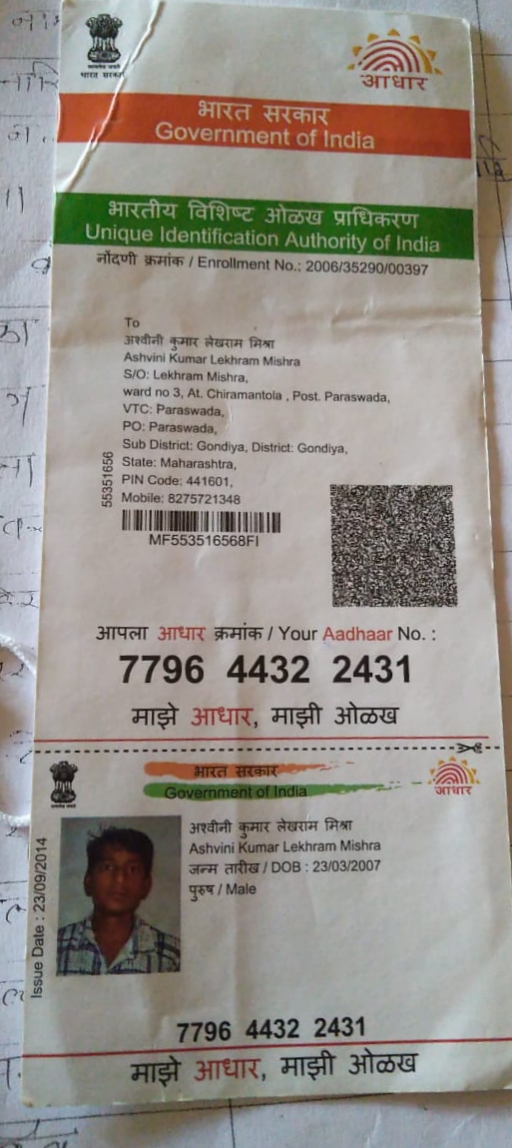 भारत सरकार
आधार
भारत सरकार
Government of India
भारतीय विशिष्ट ओळख प्राधिकरण
Unique Identification Authority of India
नोंदणी क्रमांक / Enrollment No.: 2006/35290/00397
To
अश्वीनी कुमार लेखराम मिश्रा
Ashvini Kumar Lekhram Mishra
S/O: Lekhram Mishra,
ward no 3, At. Chiramantola , Post. Paraswada,
VTC: Paraswada,
PO: Paraswada,
Sub District: Gondiya, District: Gondiya,
State: Maharashtra,
PIN Code: 441601,
Mobile: 8275721348
55351656
MF553516568FI
आपला आधार क्रमांक / Your Aadhaar No. :
7796 4432 2431
माझे आधार, माझी ओळख
भारत सरकार
Government of India
आधार
अश्वीनी कुमार लेखराम मिश्रा
Ashvini Kumar Lekhram Mishra
जन्म तारीख / DOB : 23/03/2007
पुरुष / Male
Issue Date : 23/09/2014
7796 4432 2431
माझे आधार, माझी ओळख